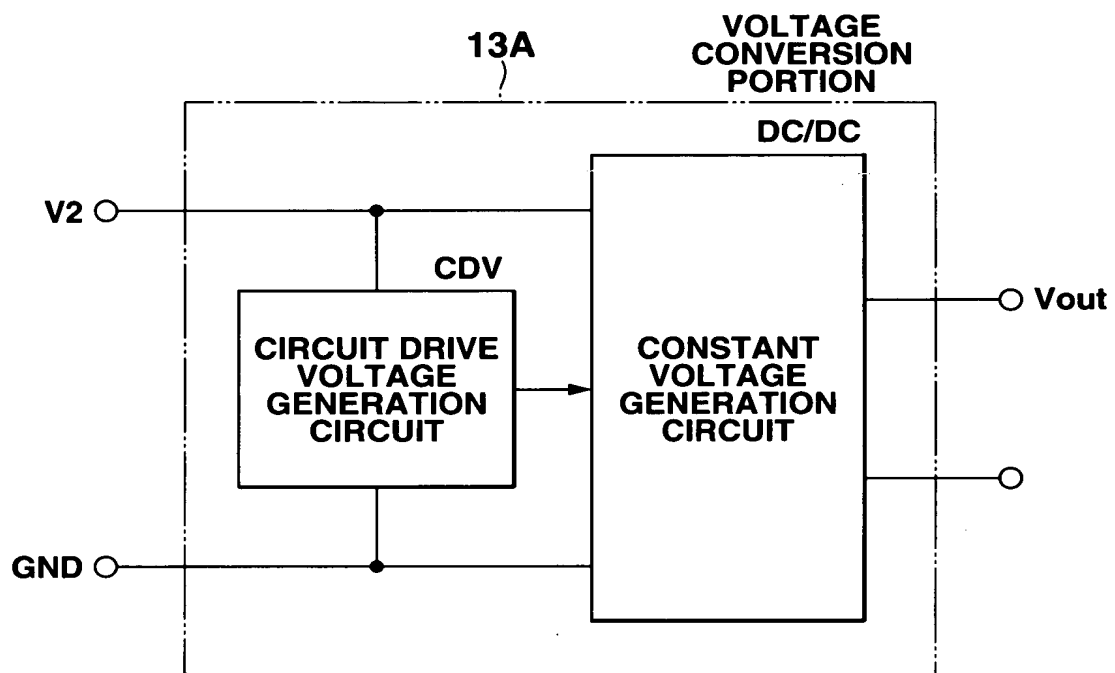 13A
VOLTAGE
CONVERSION
PORTION
DC/DC
V2
CDV
CIRCUIT DRIVE
VOLTAGE
GENERATION
CIRCUIT
CONSTANT
VOLTAGE
GENERATION
CIRCUIT
Vout
GND